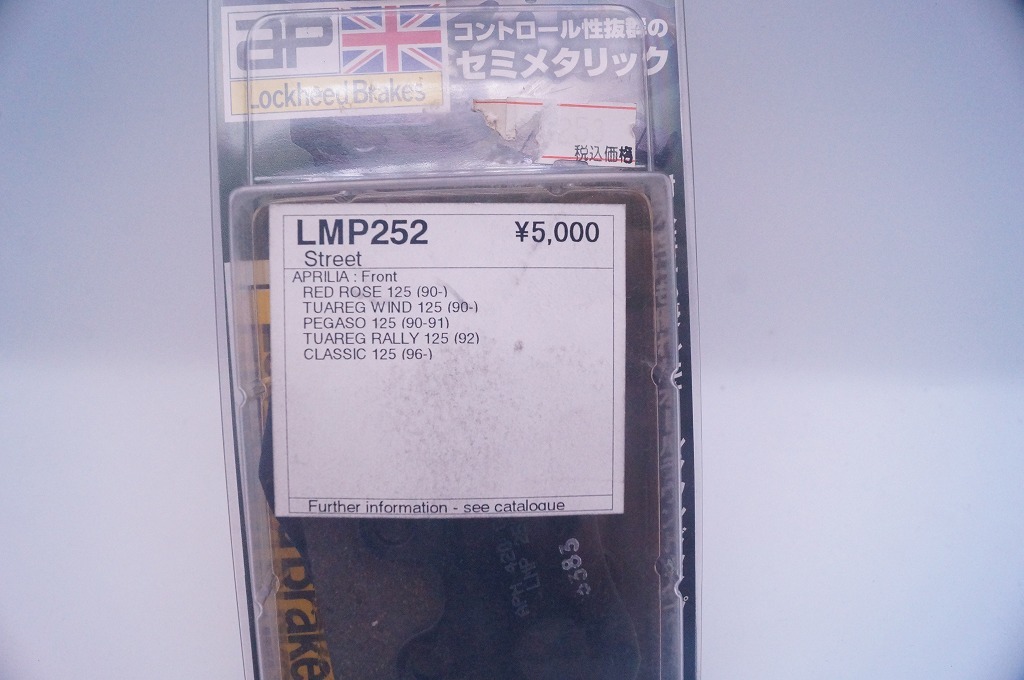 AP
コントロール性抜群の
セミメタリック
Lockheed Brakes
税込価格
LMP252 ¥5,000
Street
APRILIA : Front
RED ROSE 125 (90-)
TUAREG WIND 125 (90-)
PEGASO 125 (90-91)
TUAREG RALLY 125 (92)
CLASSIC 125 (96-)
Further information - see catalogue
LMP
brake